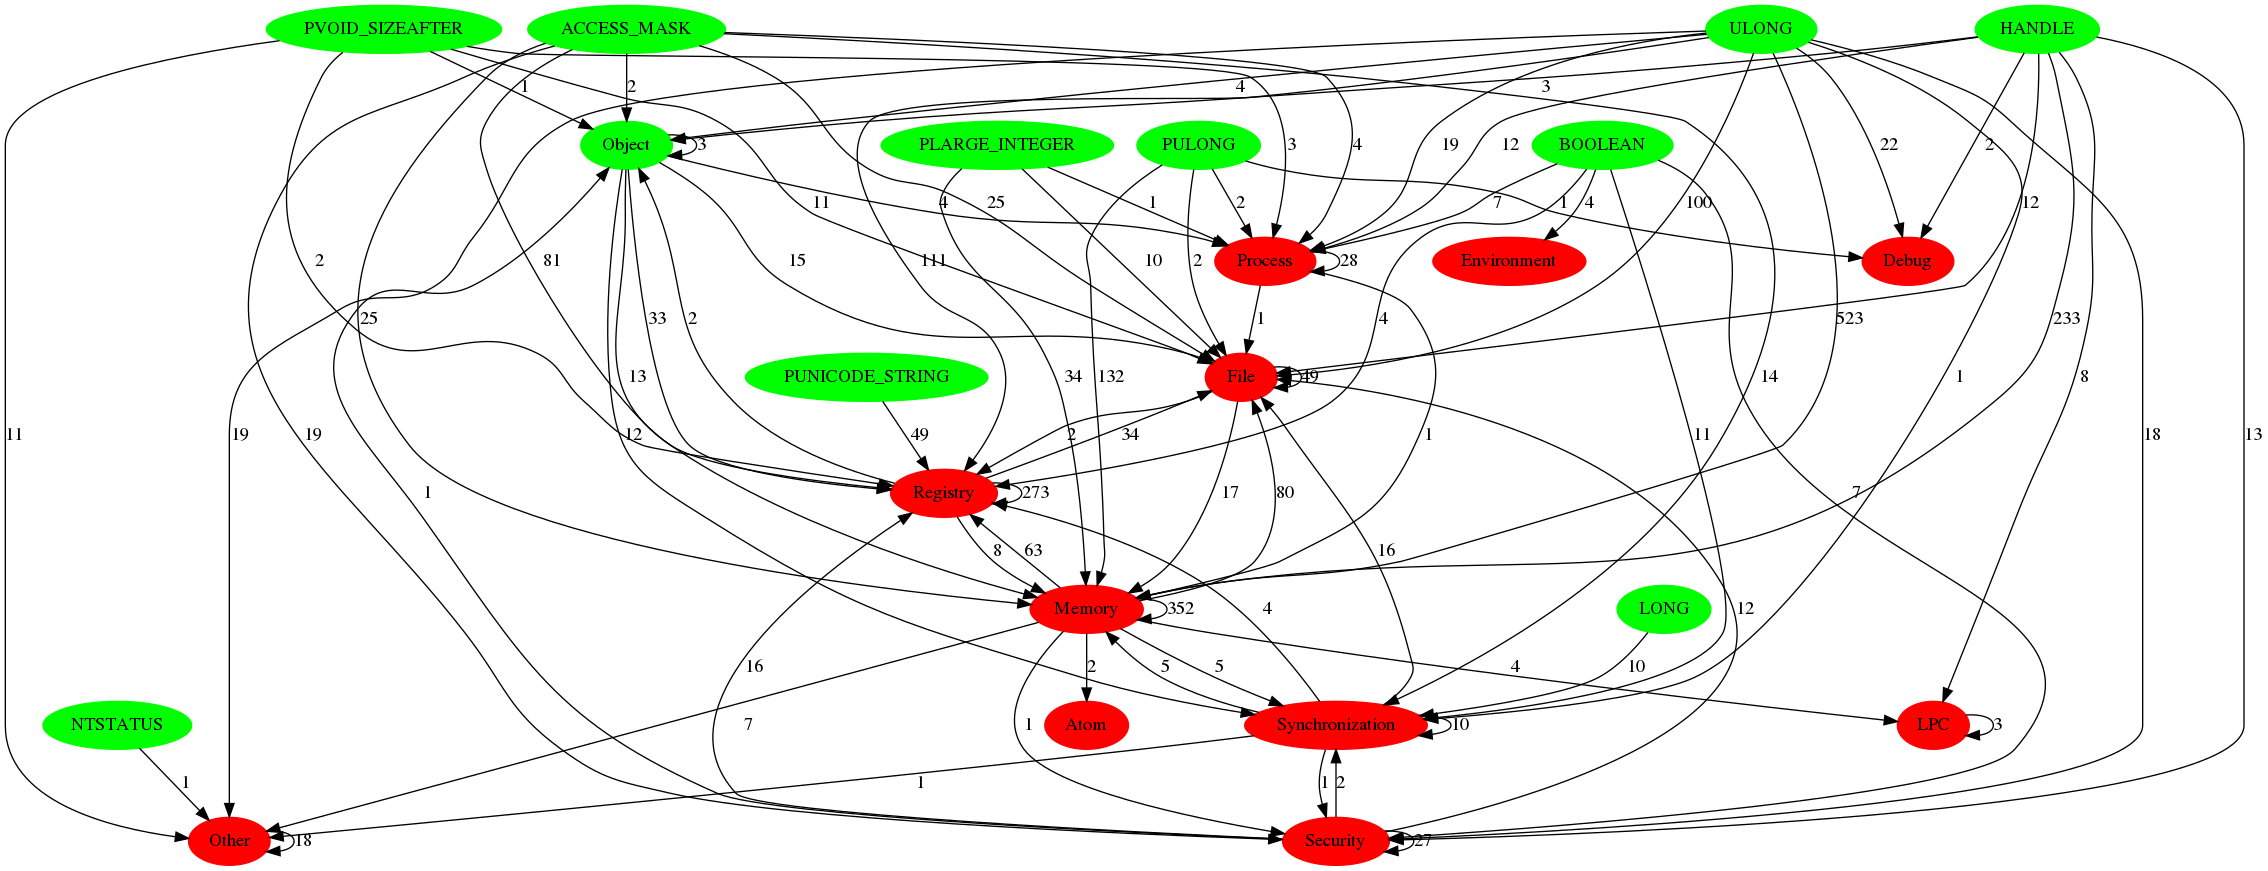 PVOID_SIZEAFTER ACCESS_MASK ULONG HANDLE
1 2 4 3
Object 3 PLARGE_INTEGER PULONG BOOLEAN 3 4 19 12 22 2
11 4 25 1 2 7 1 4 100 12
2 81 15 111 10 2 Process 28 Environment Debug
25 33 2 1 4 523 233
13 PUNICODE_STRING 34 132 File 49 14 11 1 8
11 19 19 12 49 2 34 1 18 13
1 Registry 273 17 80 7
8 63 16
Memory 352 4 LONG 12
16 2 5 5 4 10
NTSTATUS 7 1 Atom Synchronization 10 LPC 3
1 1 1 2
Other 18 Security 27